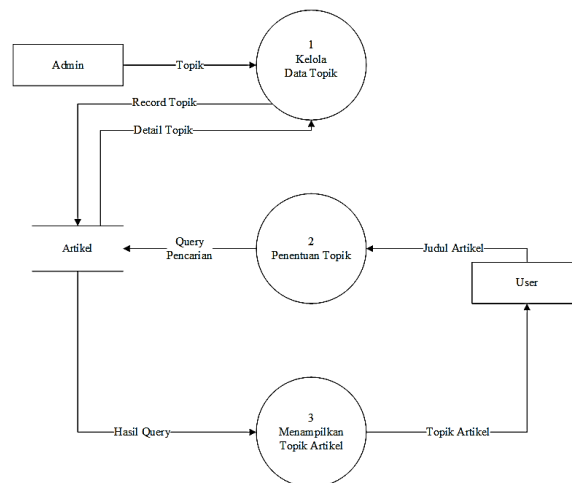 1
Kelola
Data Topik
Admin
Topik
Record Topik
Detail Topik
Artikel
Query
Pencarian
2
Penentuan Topik
Judul Artikel
User
Hasil Query
3
Menampilkan
Topik Artikel
Topik Artikel